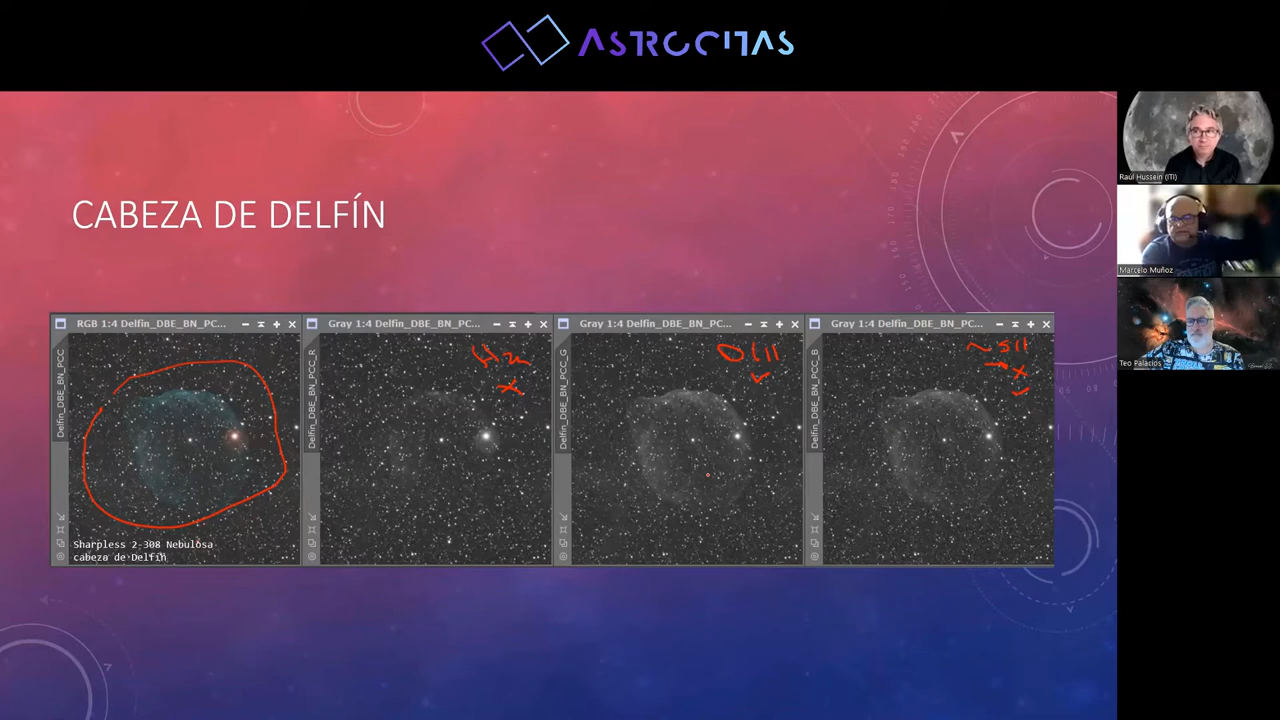 ASTROCITAS
CABEZA DE DELFÍN
RGB 1:4 Delfin_DBE_BN_PC...
Delfin_DBE_BN_PCC
Sharpless 2-308 Nebulosa
cabeza de Delfín
Gray 1:4 Delfin_DBE_BN_PC...
Delfin_DBE_BN_PCC_R
Hα
x
Gray 1:4 Delfin_DBE_BN_PC...
Delfin_DBE_BN_PCC_G
OIII
Gray 1:4 Delfin_DBE_BN_PC...
Delfin_DBE_BN_PCC_B
~ SII
x
Raúl Hussein (ITI)
Marcelo Muñoz
Teo Palacios